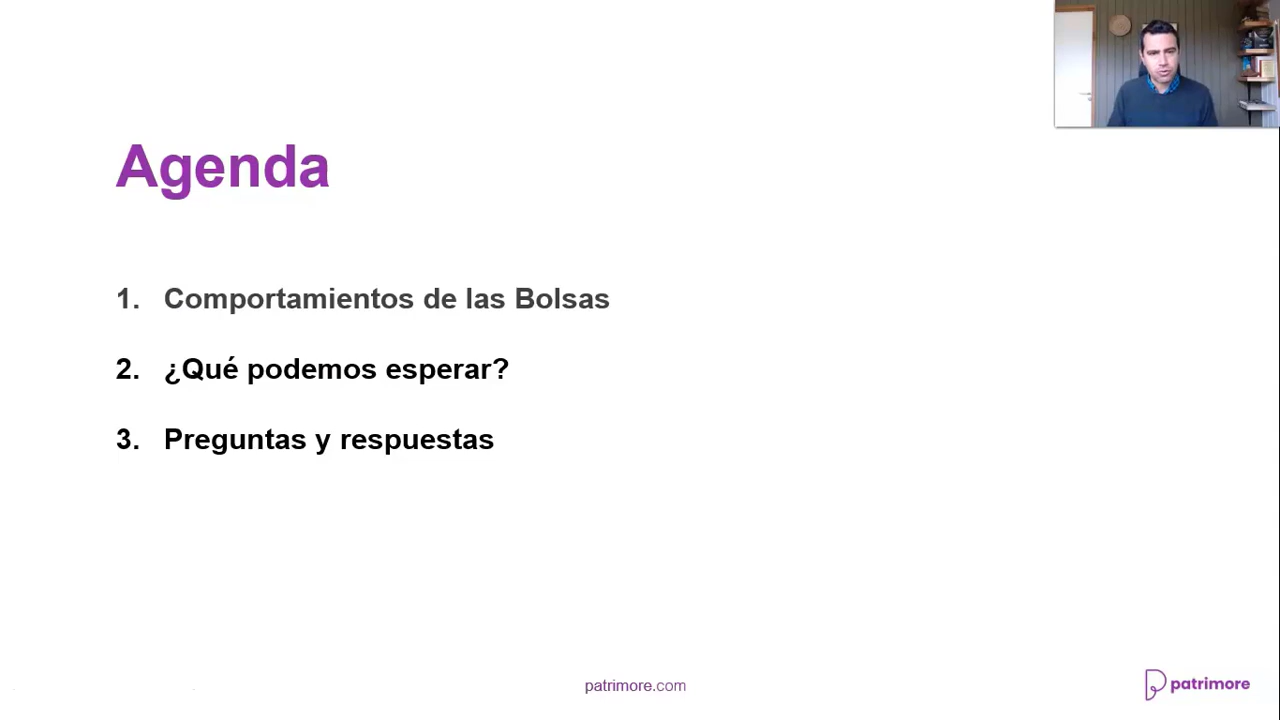 Agenda
1. Comportamientos de las Bolsas
2. ¿Qué podemos esperar?
3. Preguntas y respuestas
patrimore.com
patrimore